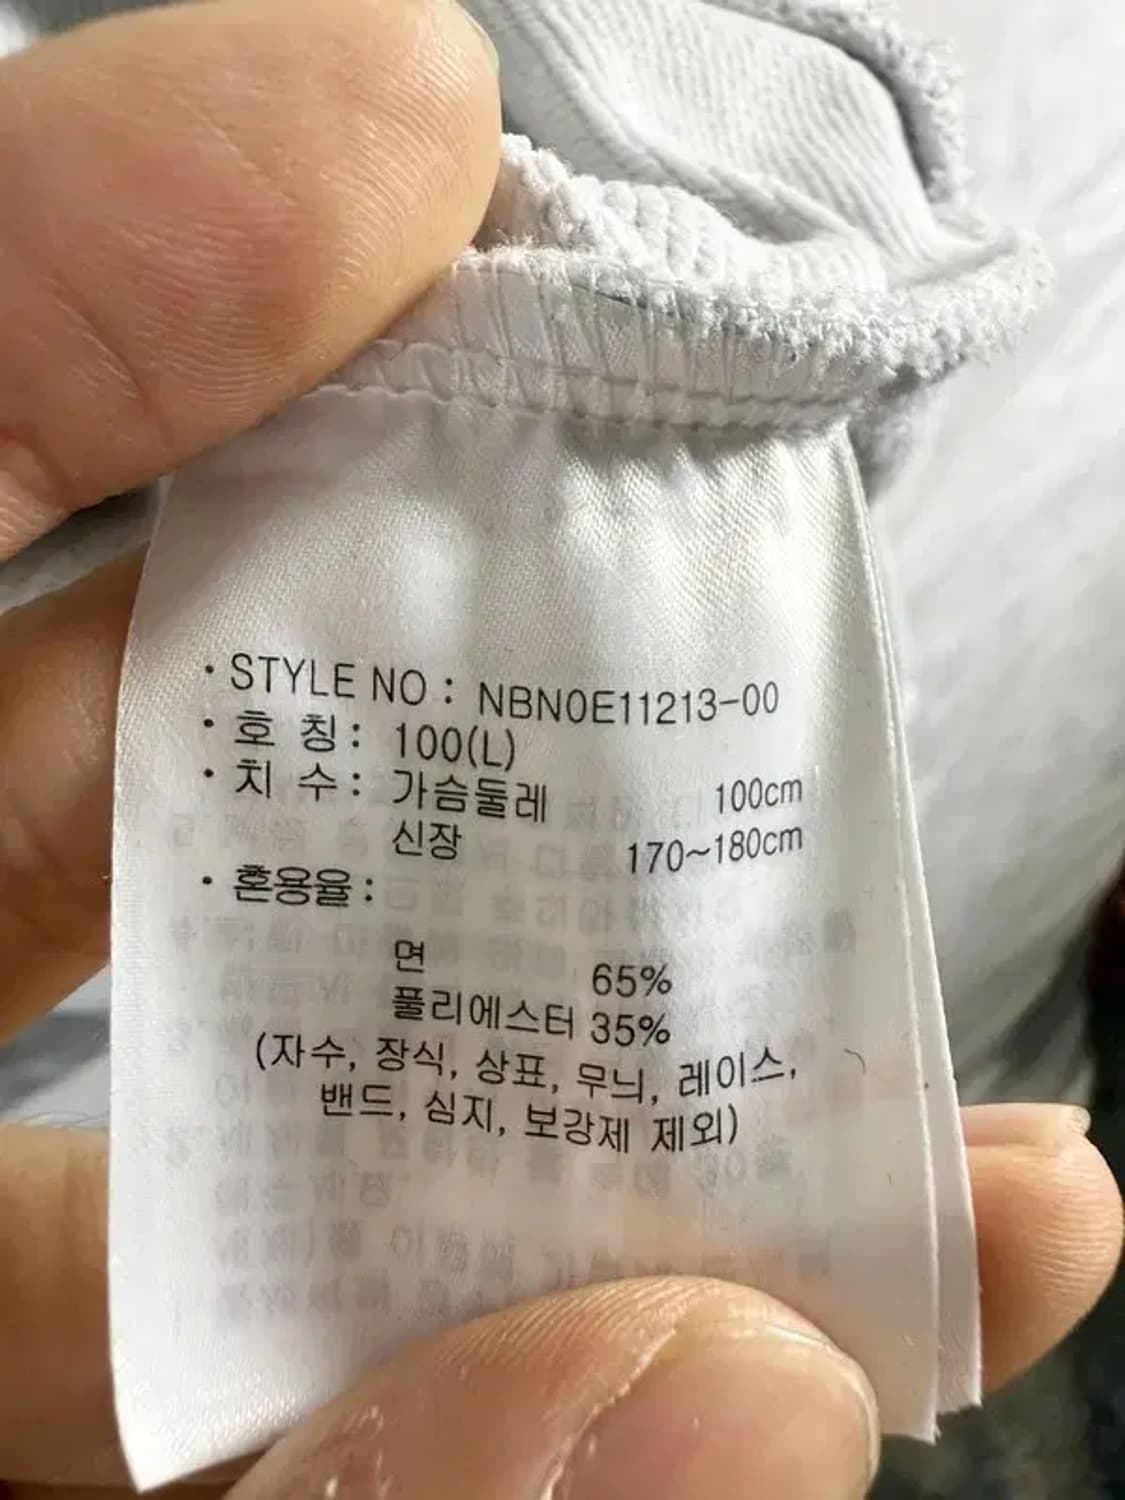 · STYLE NO : NBN0E11213-00
· 호 칭 : 100(L)
· 치 수 : 가슴둘레 100cm
신장 170~180cm
· 혼용율 :
면 65%
폴리에스터 35%
(자수, 장식, 상표, 무늬, 레이스,
밴드, 심지, 보강제 제외)